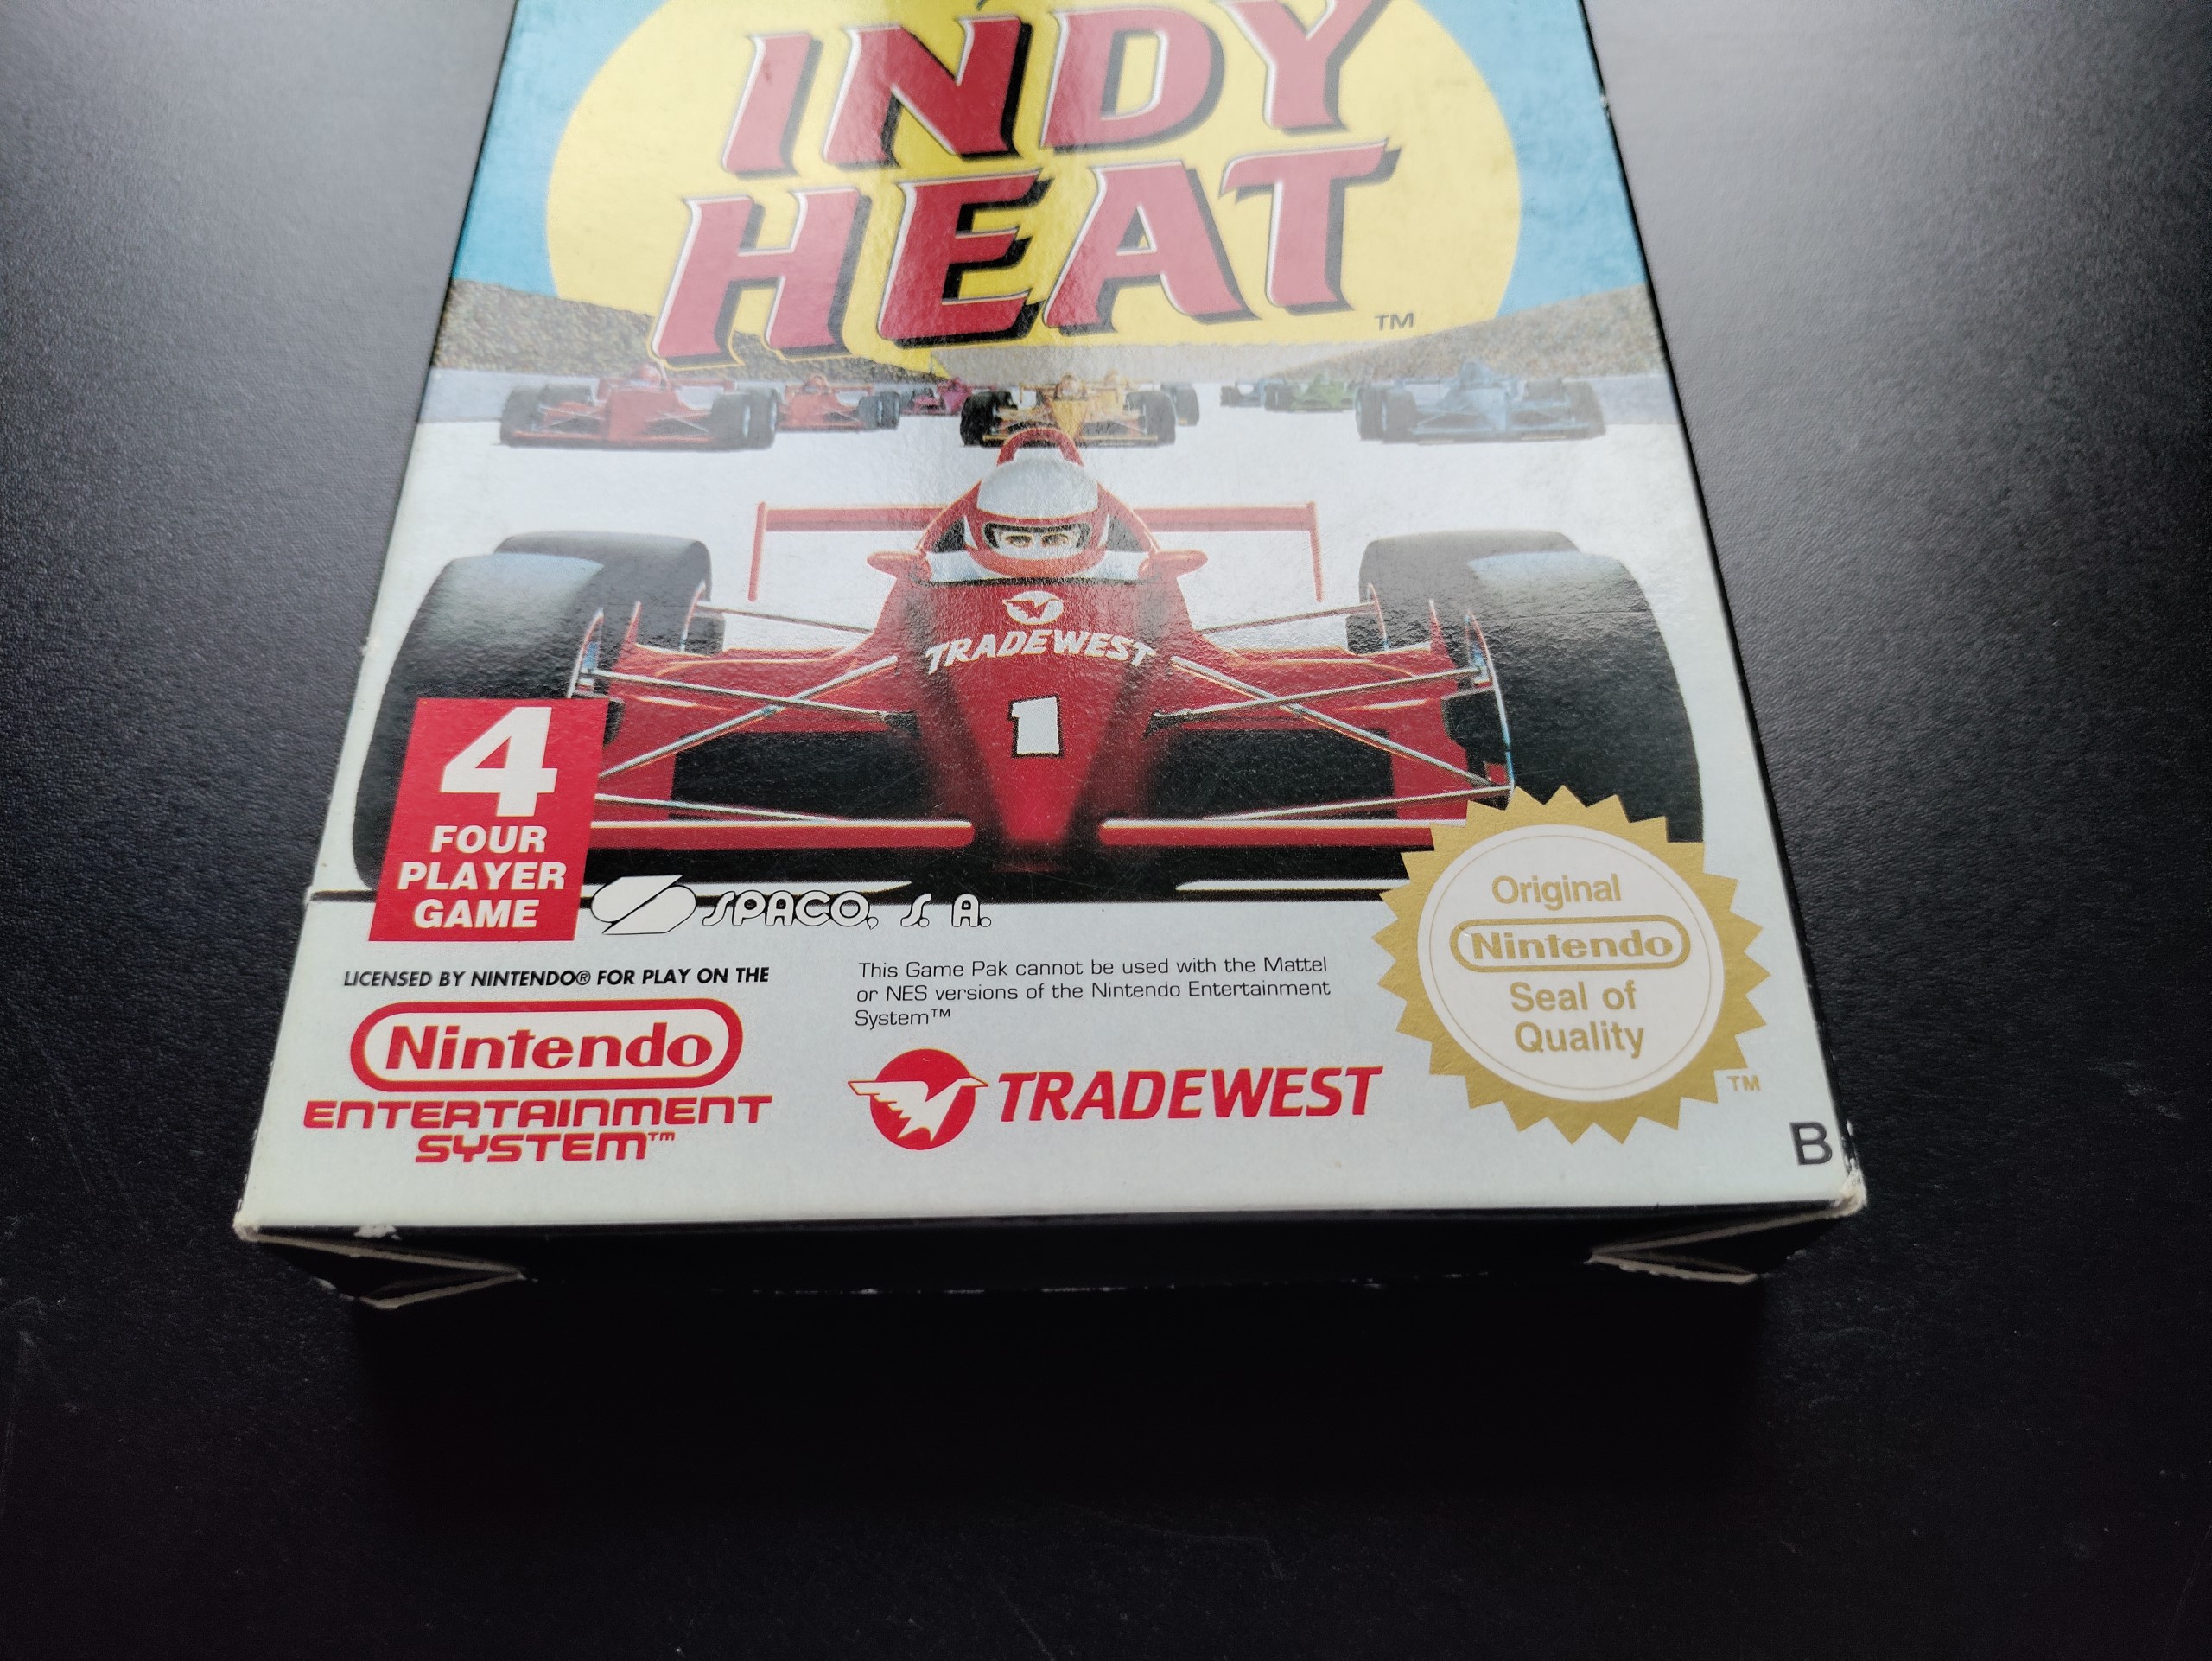 INDY
HEAT
TM
TRADEWEST
1
4
FOUR
PLAYER
GAME
SPACO, S. A.
LICENSED BY NINTENDO® FOR PLAY ON THE
Nintendo
ENTERTAINMENT
SYSTEM™
This Game Pak cannot be used with the Mattel
or NES versions of the Nintendo Entertainment
System™
TRADEWEST
Original
Nintendo
Seal of
Quality
TM
B